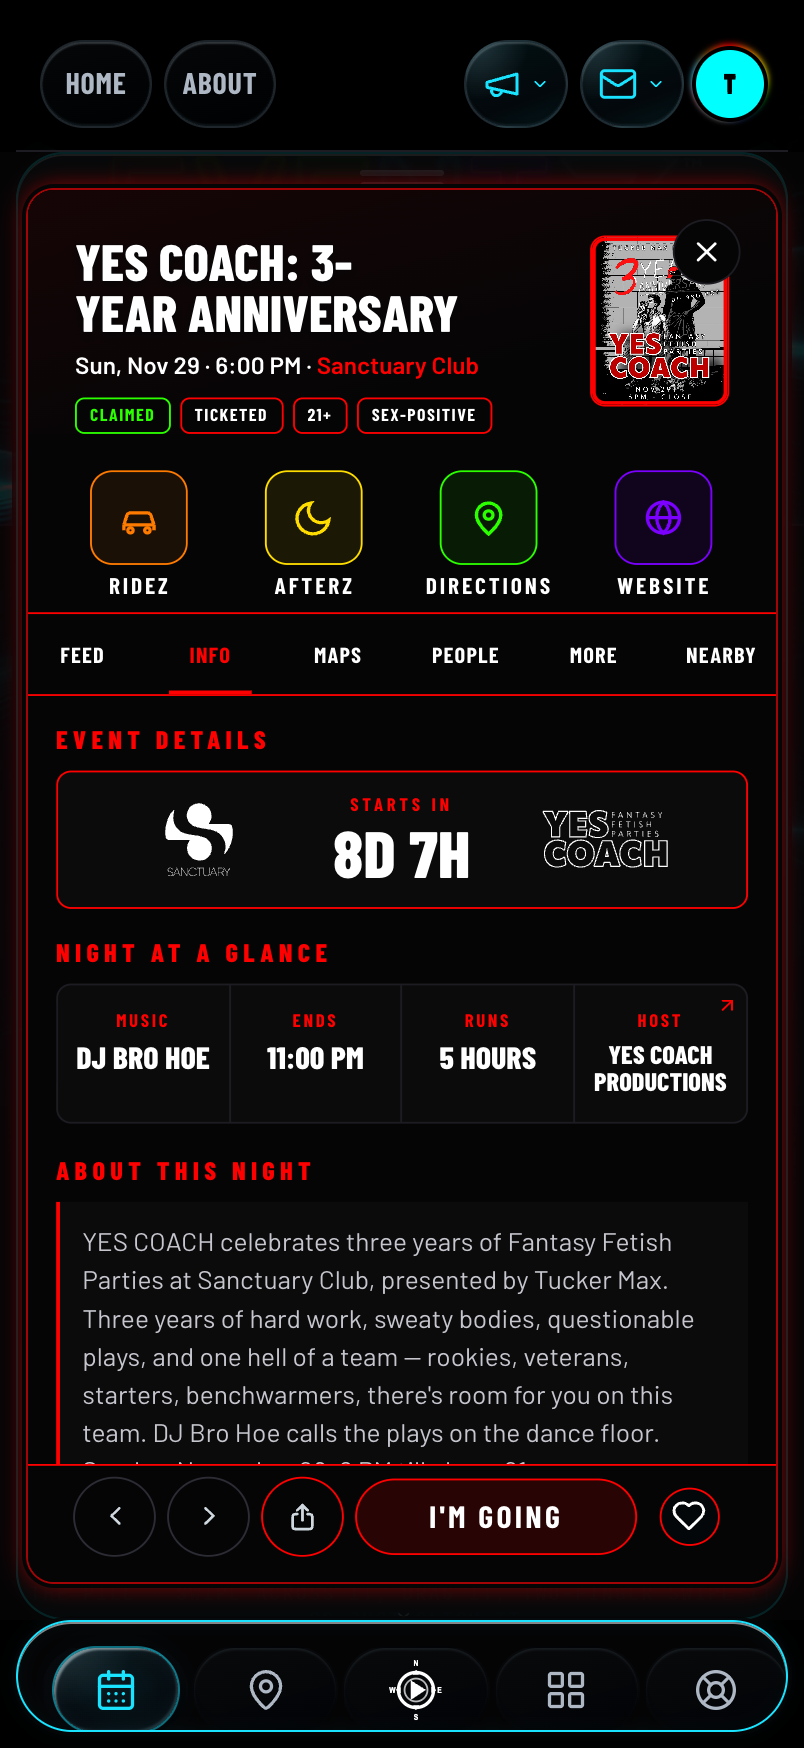 HOME
ABOUT
T
YES COACH: 3-
YEAR ANNIVERSARY
Sun, Nov 29 · 6:00 PM · Sanctuary Club
CLAIMED
TICKETED
21+
SEX-POSITIVE
3 YE
YES
COACH
RIDEZ
AFTERZ
DIRECTIONS
WEBSITE
FEED
INFO
MAPS
PEOPLE
MORE
NEARBY
EVENT DETAILS
SANCTUARY
STARTS IN
8D 7H
YES FANTASY
FETISH
PARTIES
COACH
NIGHT AT A GLANCE
MUSIC
DJ BRO HOE
ENDS
11:00 PM
RUNS
5 HOURS
HOST
YES COACH
PRODUCTIONS
ABOUT THIS NIGHT
YES COACH celebrates three years of Fantasy Fetish
Parties at Sanctuary Club, presented by Tucker Max.
Three years of hard work, sweaty bodies, questionable
plays, and one hell of a team — rookies, veterans,
starters, benchwarmers, there's room for you on this
team. DJ Bro Hoe calls the plays on the dance floor.
I'M GOING
N
W
E
S